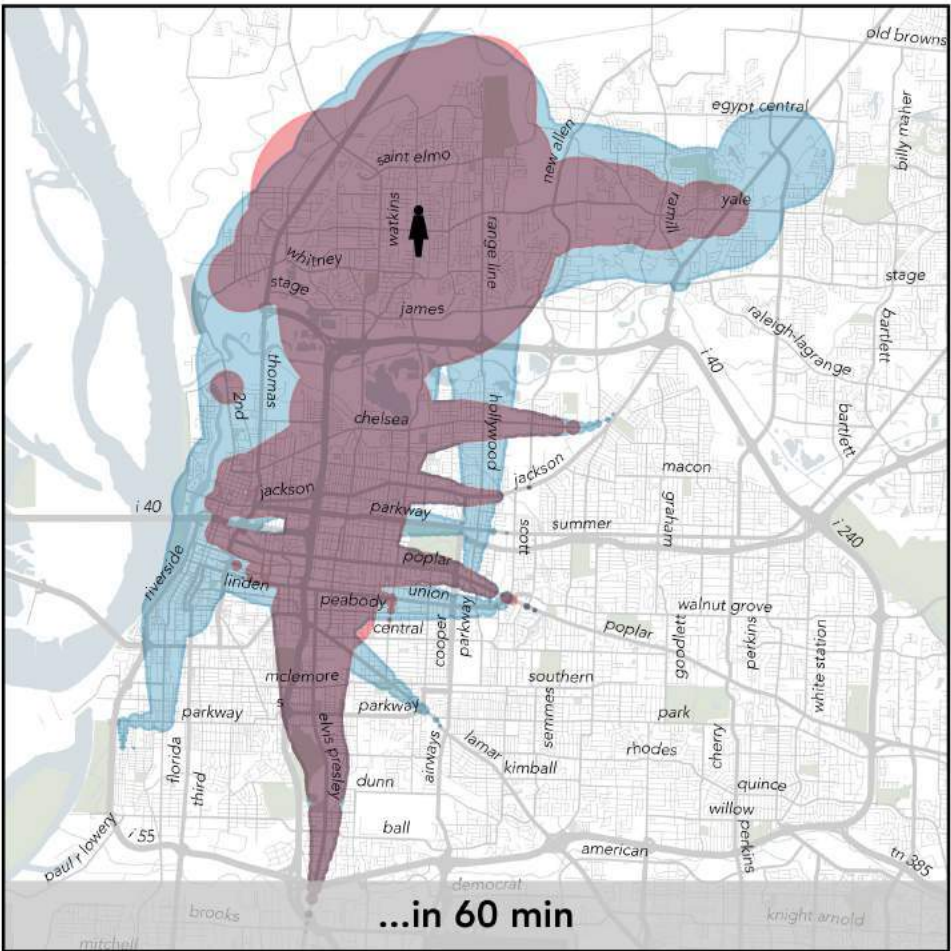 old browns
egypt central
billy maher
new allen
saint elmo
watkins
ramill
yale
range line
whitney
stage
stage
james
raleigh-lagrange
bartlett
i 40
thomas
2nd
hollywood
chelsea
bartlett
jackson
macon
jackson
graham
i 40
parkway
scott
summer
i 240
riverside
poplar
linden
union
peabody
parkway
walnut grove
central
cooper
poplar
goodlett
perkins
white station
mclemore
southern
s
parkway
parkway
semmes
park
elvis presley
florida
third
airways
lamar
rhodes
cherry
kimball
dunn
quince
willow
ball
perkins
paul r lowery
i 55
american
tn 385
democrat
brooks
...in 60 min
knight arnold
mitchell